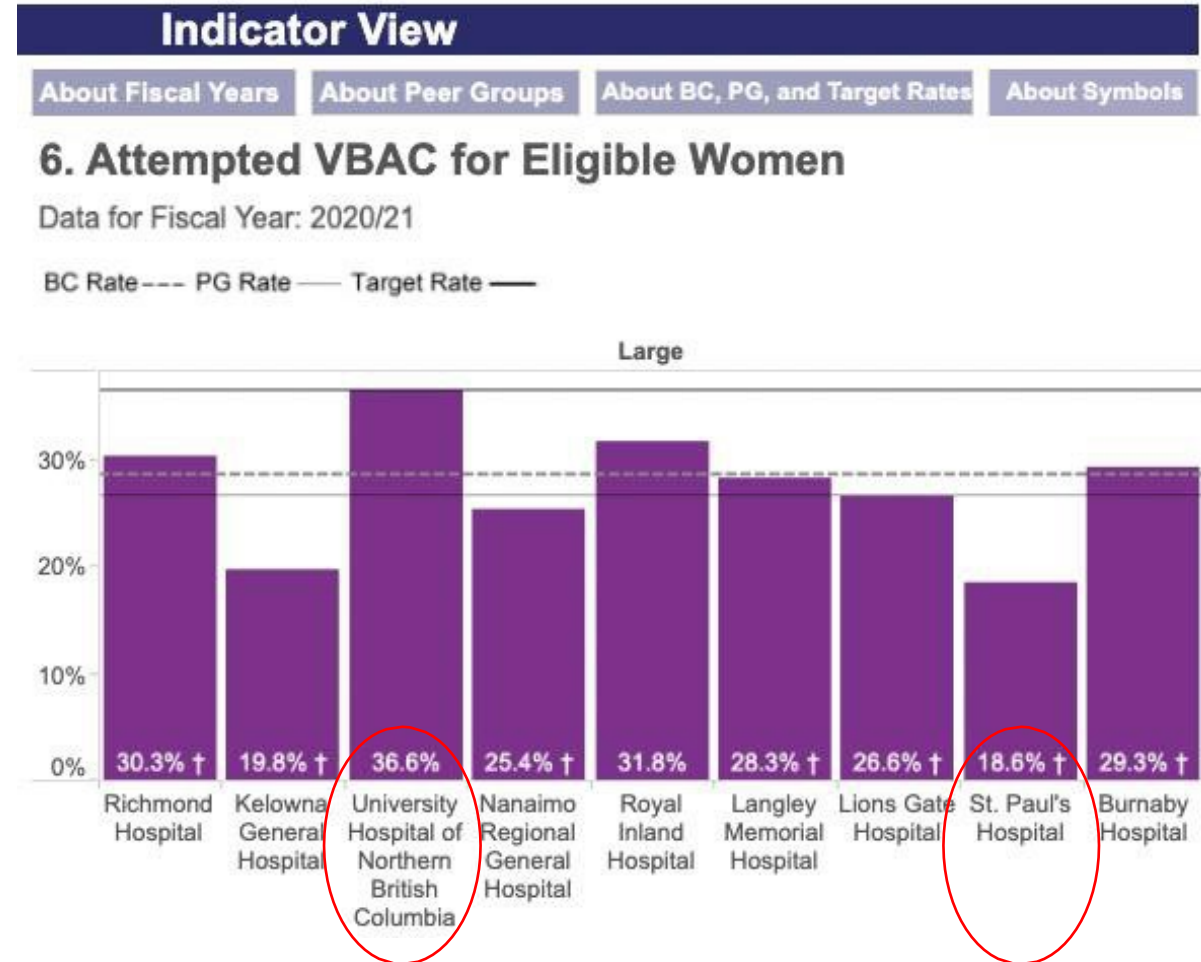 Indicator View
About Fiscal Years About Peer Groups About BC, PG, and Target Rates About Symbols
6. Attempted VBAC for Eligible Women
Data for Fiscal Year: 2020/21
BC Rate PG Rate Target Rate
Large
30%
20%
10%
0%
30.3% † 19.8% † 36.6% 25.4% † 31.8% 28.3% † 26.6% † 18.6% † 29.3% †
Richmond Hospital
Kelowna General Hospital
University Hospital of Northern British Columbia
Nanaimo Regional General Hospital
Royal Inland Hospital
Langley Memorial Hospital
Lions Gate Hospital
St. Paul's Hospital
Burnaby Hospital